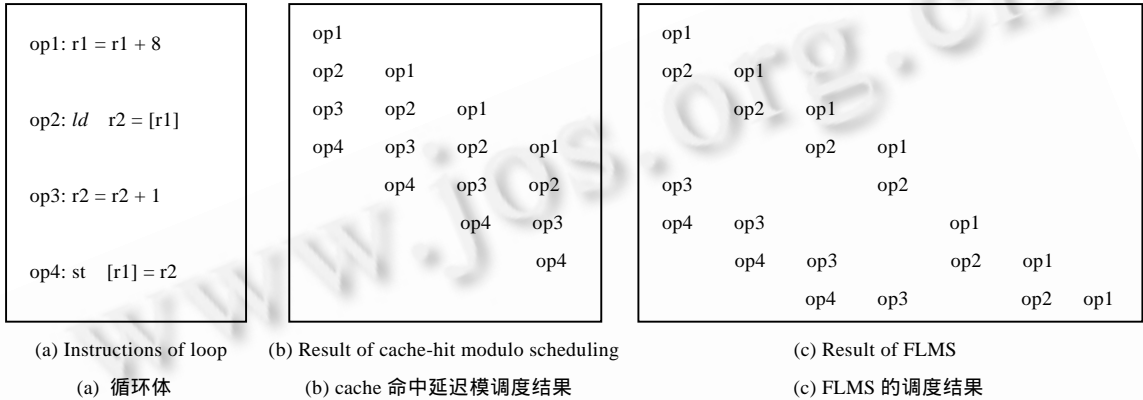 op1: r1 = r1 + 8
op2: ld r2 = [r1]
op3: r2 = r2 + 1
op4: st [r1] = r2
op1
op2 op1
op3 op2 op1
op4 op3 op2 op1
op4 op3 op2
op4 op3
op4
op1
op2 op1
op2 op1
op2 op1
op3 op2
op4 op3 op1
op4 op3 op2 op1
op4 op3 op2 op1
(a) Instructions of loop
(b) Result of cache-hit modulo scheduling
(c) Result of FLMS
(a) 循环体
(b) cache 命中延迟模调度结果
(c) FLMS 的调度结果
www.jos.org.cn